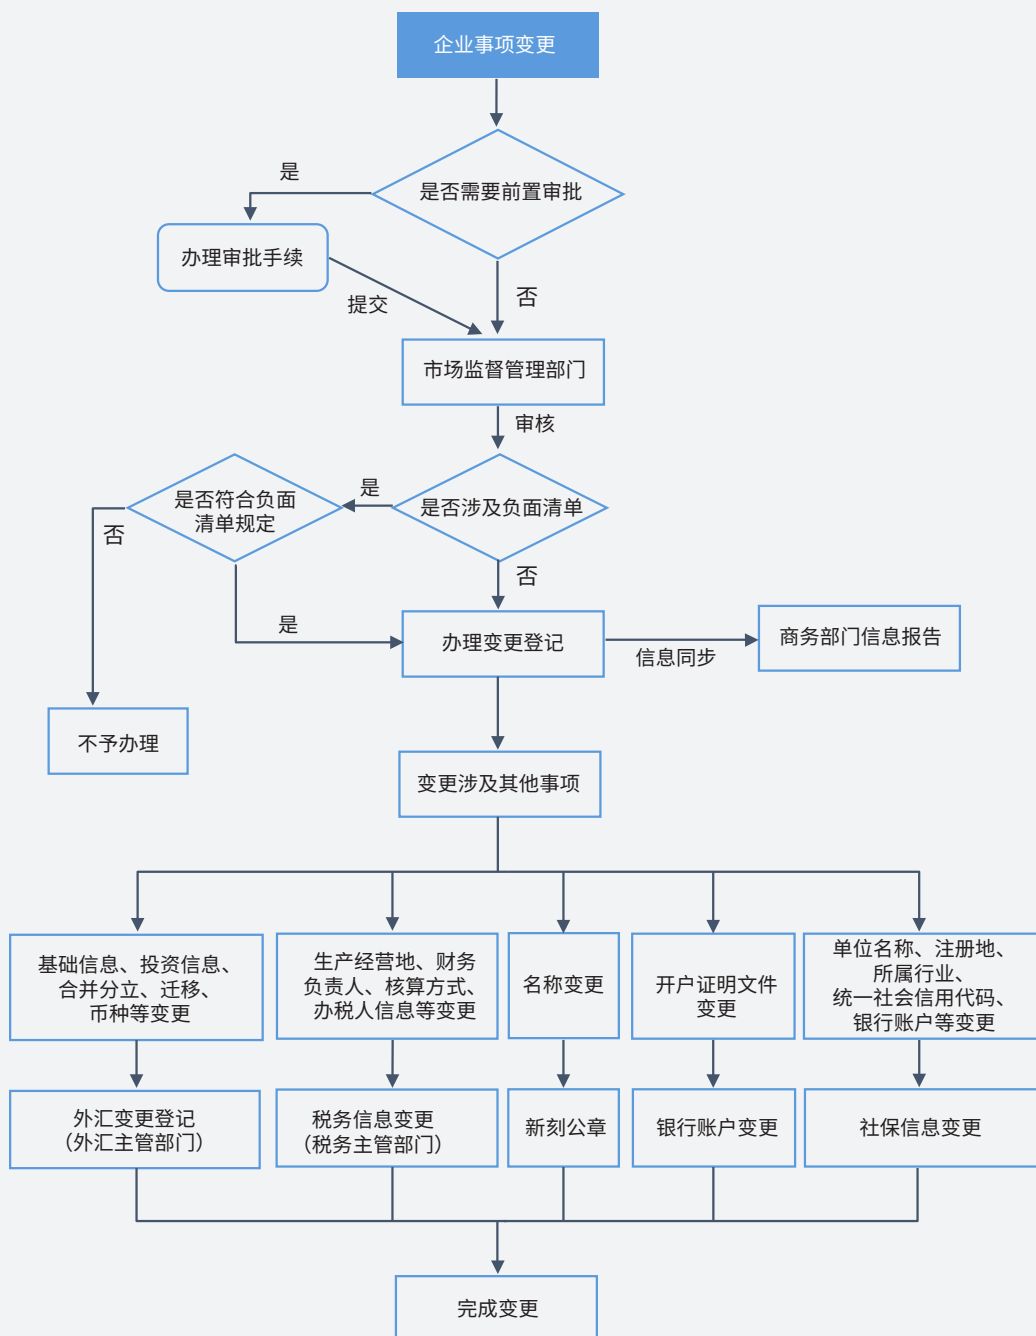 企业事项变更
是
是否需要前置审批
办理审批手续
提交
否
市场监督管理部门
审核
是否符合负面
清单规定
是
是否涉及负面清单
否
否
是
办理变更登记
信息同步
商务部门信息报告
不予办理
变更涉及其他事项
基础信息、投资信息、
合并分立、迁移、
币种等变更
生产经营地、财务
负责人、核算方式、
办税人信息等变更
名称变更
开户证明文件
变更
单位名称、注册地、
所属行业、
统一社会信用代码、
银行账户等变更
外汇变更登记
（外汇主管部门）
税务信息变更
（税务主管部门）
新刻公章
银行账户变更
社保信息变更
完成变更